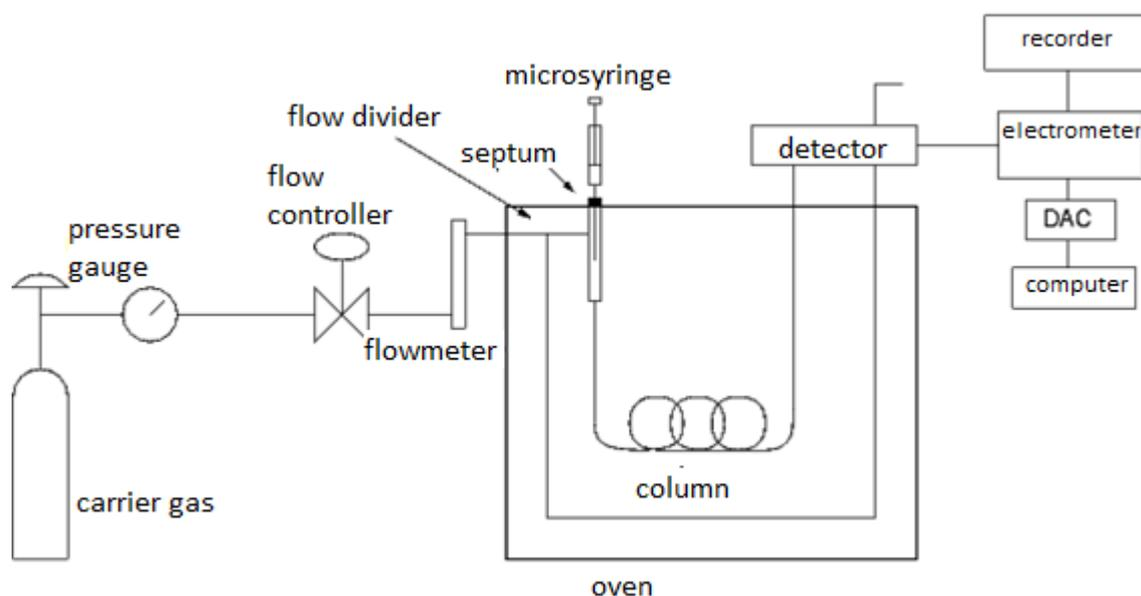 recorder
microsyringe
flow divider
electrometer
detector
septum
flow
controller
DAC
pressure
gauge
computer
flowmeter
column
carrier gas
oven